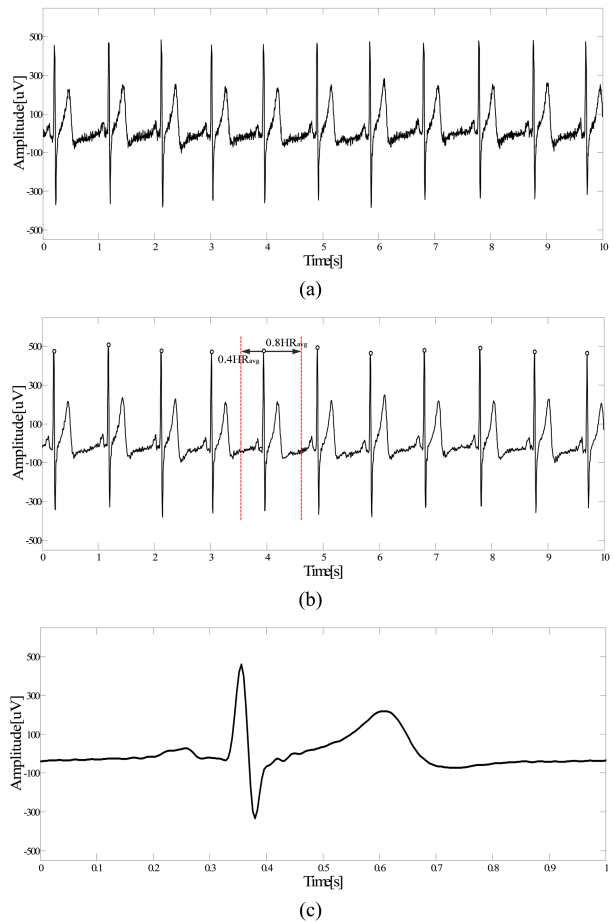 500
300
100
-100
-300
-500
Amplitude[uV]
0 1 2 3 4 5 6 7 8 9 10
Time[s]
(a)
500
300
100
-100
-300
-500
Amplitude[uV]
0.8HRavg
0.4HRavg
0 1 2 3 4 5 6 7 8 9 10
Time[s]
(b)
500
300
100
-100
-300
-500
Amplitude[uV]
0 0.1 0.2 0.3 0.4 0.5 0.6 0.7 0.8 0.9 1
Time[s]
(c)